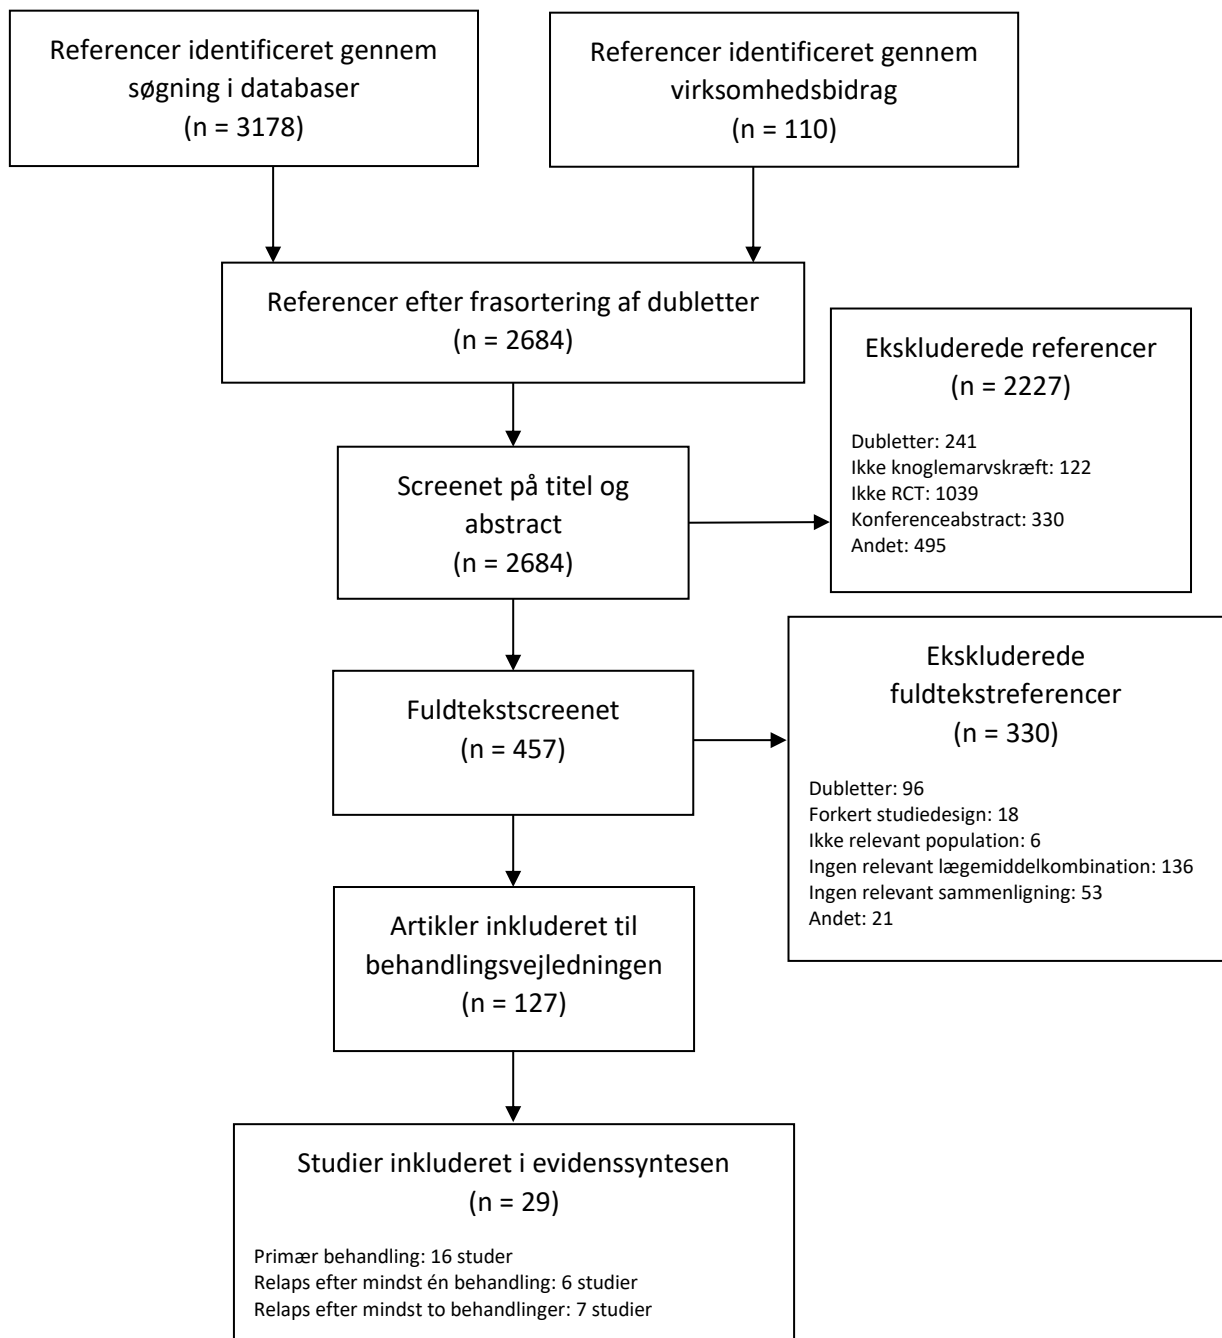 Referencer identificeret gennem
søgning i databaser
(n = 3178)
Referencer identificeret gennem
virksomhedsbidrag
(n = 110)
Referencer efter frasortering af dubletter
(n = 2684)
Ekskluderede referencer
(n = 2227)
Dubletter: 241
Ikke knoglemarvskræft: 122
Ikke RCT: 1039
Konferenceabstract: 330
Andet: 495
Screenet på titel og
abstract
(n = 2684)
Fuldtekstscreenet
(n = 457)
Ekskluderede
fuldtekstreferencer
(n = 330)
Dubletter: 96
Forkert studiedesign: 18
Ikke relevant population: 6
Ingen relevant lægemiddelkombination: 136
Ingen relevant sammenligning: 53
Andet: 21
Artikler inkluderet til
behandlingsvejledningen
(n = 127)
Studier inkluderet i evidenssyntesen
(n = 29)
Primær behandling: 16 studer
Relaps efter mindst én behandling: 6 studier
Relaps efter mindst to behandlinger: 7 studier